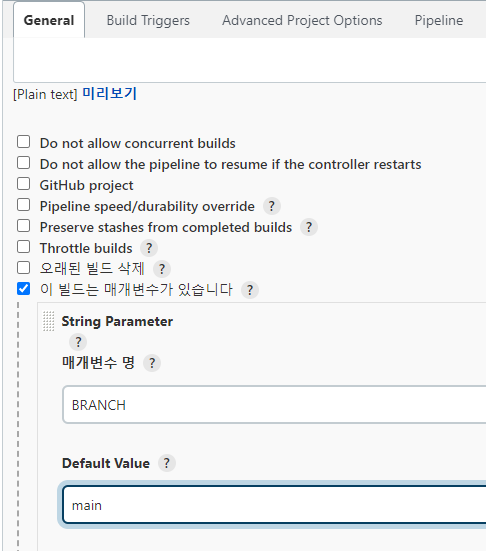 General Build Triggers Advanced Project Options Pipeline
[Plain text] 미리보기
Do not allow concurrent builds
Do not allow the pipeline to resume if the controller restarts
GitHub project
Pipeline speed/durability override ?
Preserve stashes from completed builds ?
Throttle builds ?
오래된 빌드 삭제 ?
이 빌드는 매개변수가 있습니다 ?
String Parameter
?
매개변수 명 ?
BRANCH
Default Value ?
main